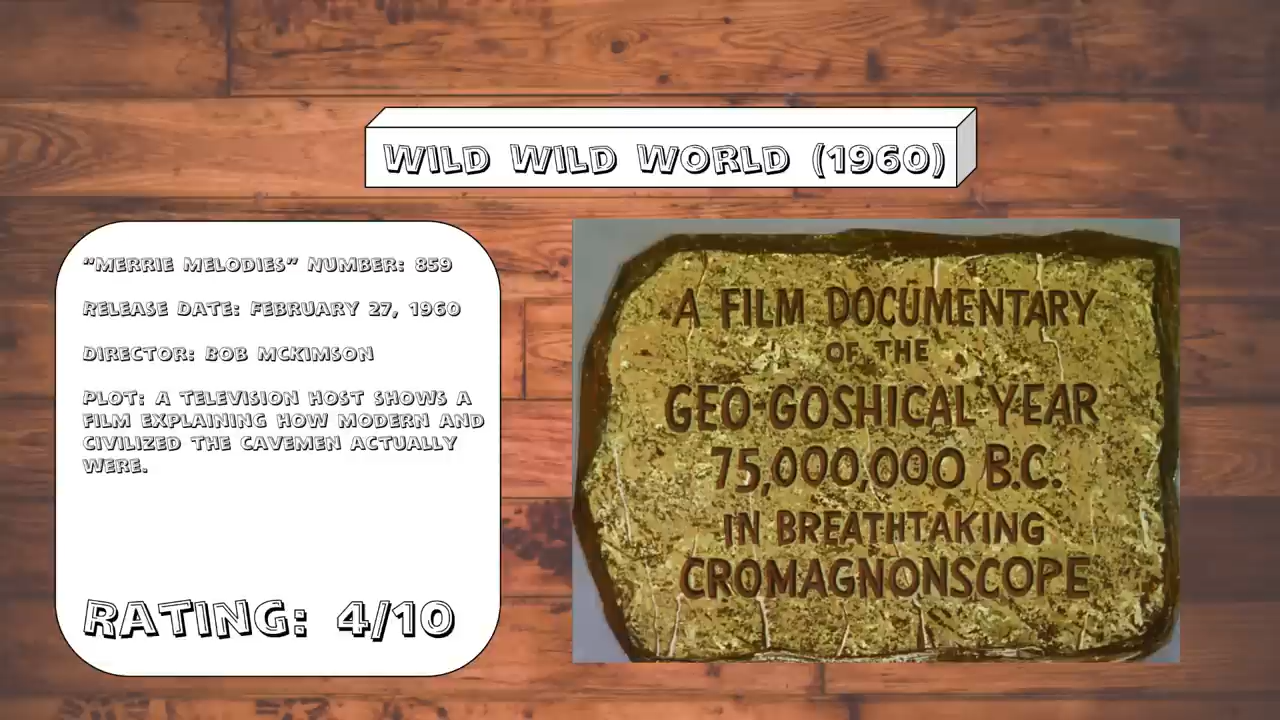 WILD WILD WORLD (1960)
"MERRIE MELODIES" NUMBER: 859
RELEASE DATE: FEBRUARY 27, 1960
DIRECTOR: BOB MCKIMSON
PLOT: A TELEVISION HOST SHOWS A
FILM EXPLAINING HOW MODERN AND
CIVILIZED THE CAVEMEN ACTUALLY
WERE.
RATING: 4/10
A FILM DOCUMENTARY
OF THE
GEO-GOSHICAL YEAR
75,000,000 B.C.
IN BREATHTAKING
CROMAGNONSCOPE